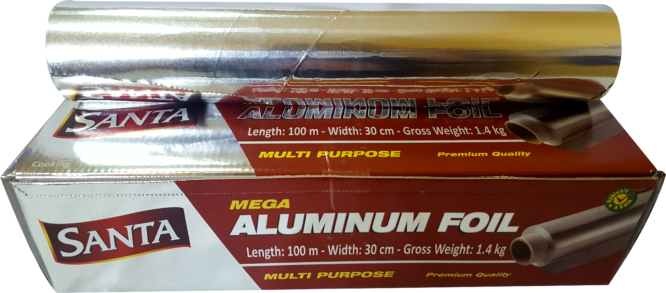 SANTA
ALUMINUM FOIL
Length: 100 m - Width: 30 cm - Gross Weight: 1.4 kg
Cooking
MULTI PURPOSE
Premium Quality
MEGA
SANTA
ALUMINUM FOIL
Length: 100 m - Width: 30 cm - Gross Weight: 1.4 kg
MULTI PURPOSE
Premium Quality